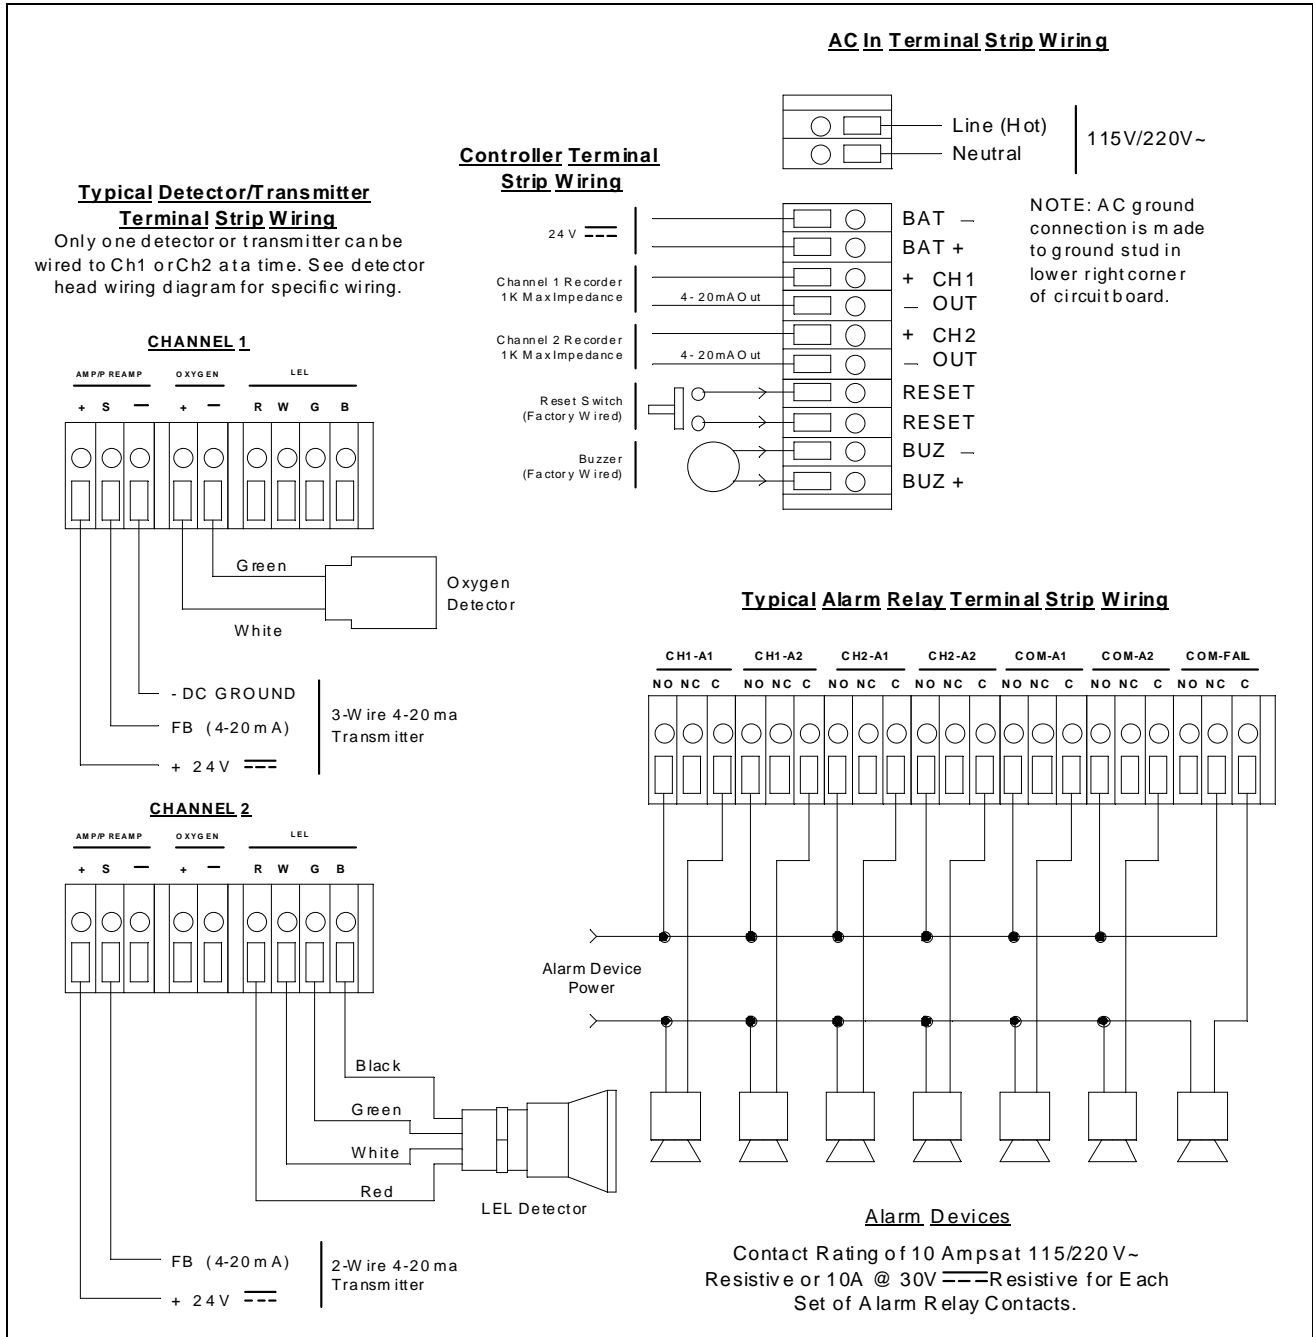 AC In Terminal Strip Wiring
Line (Hot)
Neutral
115V/220V~
NOTE: AC ground
connection is made
to ground stud in
lower right corner
of circuit board.
Controller Terminal
Strip Wiring
24 V
BAT −
BAT +
Channel 1 Recorder
1K Max Impedance
4-20mA Out
+ CH1
− OUT
Channel 2 Recorder
1K Max Impedance
4-20mA Out
+ CH2
− OUT
Reset Switch
(Factory Wired)
RESET
RESET
Buzzer
(Factory Wired)
BUZ −
BUZ +
Typical Detector/Transmitter
Terminal Strip Wiring
Only one detector or transmitter can be
wired to Ch1 or Ch2 at a time. See detector
head wiring diagram for specific wiring.
CHANNEL 1
AMP/PREAMP OXYGEN LEL
+ S − + − R W G B
Green
White
Oxygen
Detector
- DC GROUND
FB (4-20 mA)
+ 24V
3-Wire 4-20 ma
Transmitter
CHANNEL 2
AMP/PREAMP OXYGEN LEL
+ S − + − R W G B
Black
Green
White
Red
LEL Detector
FB (4-20 mA)
+ 24V
2-Wire 4-20 ma
Transmitter
Typical Alarm Relay Terminal Strip Wiring
CH1-A1 CH1-A2 CH2-A1 CH2-A2 COM-A1 COM-A2 COM-FAIL
NO NC C NO NC C NO NC C NO NC C NO NC C NO NC C NO NC C
Alarm Device
Power
Alarm Devices
Contact Rating of 10 Amps at 115/220 V~
Resistive or 10A @ 30V Resistive for Each
Set of Alarm Relay Contacts.